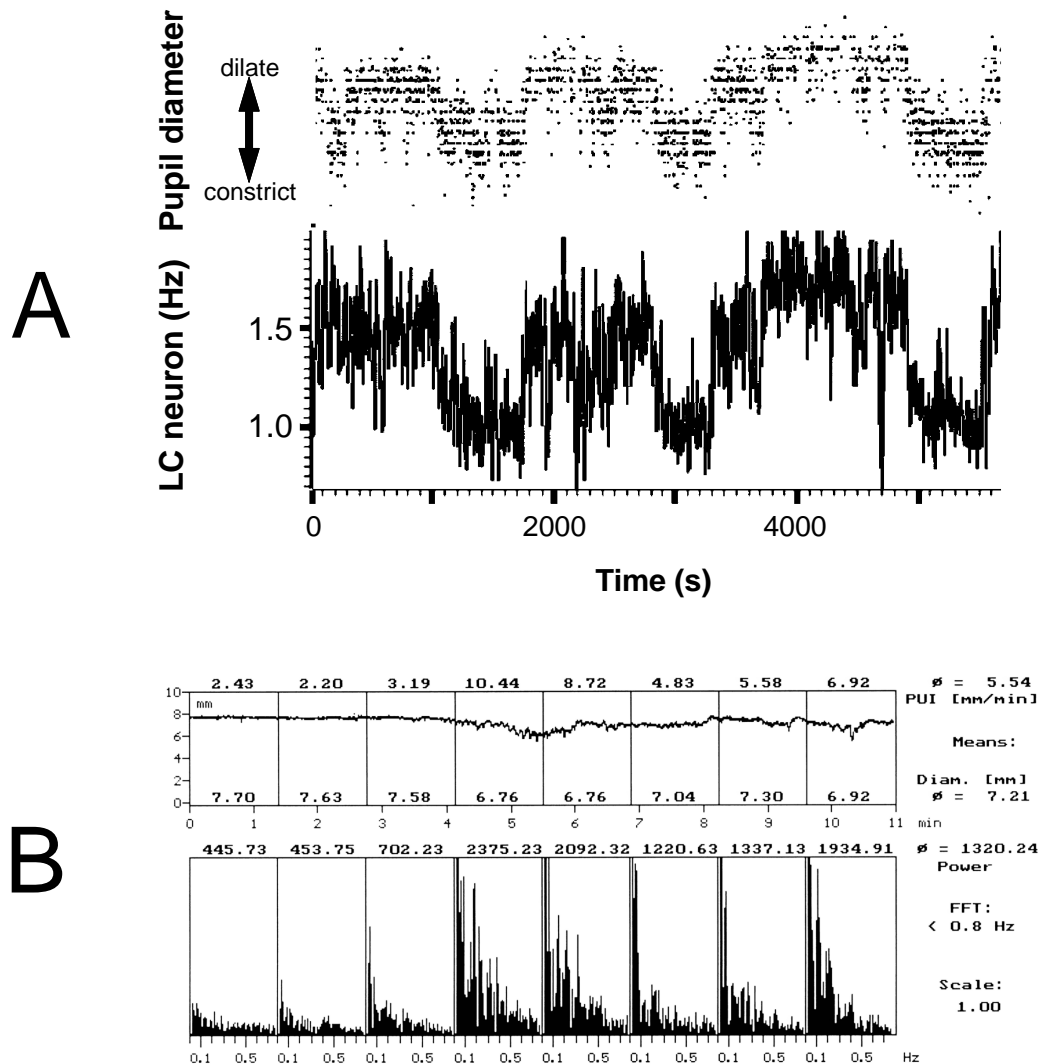 A
Pupil diameter
dilate
constrict
LC neuron (Hz)
1.5
1.0
0 2000 4000
Time (s)
B
2.43 2.20 3.19 10.44 8.72 4.83 5.58 6.92 ø = 5.54
PUI [mm/min]
10
mm
8
6
4
2
0
Means:
Diam. [mm]
7.70 7.63 7.58 6.76 6.76 7.04 7.30 6.92 ø = 7.21
0 1 2 3 4 5 6 7 8 9 10 11 min
445.73 453.75 702.23 2375.23 2092.32 1220.63 1337.13 1934.91 ø = 1320.24
Power
FFT:
< 0.8 Hz
Scale:
1.00
0.1 0.5 0.1 0.5 0.1 0.5 0.1 0.5 0.1 0.5 0.1 0.5 0.1 0.5 0.1 0.5 Hz